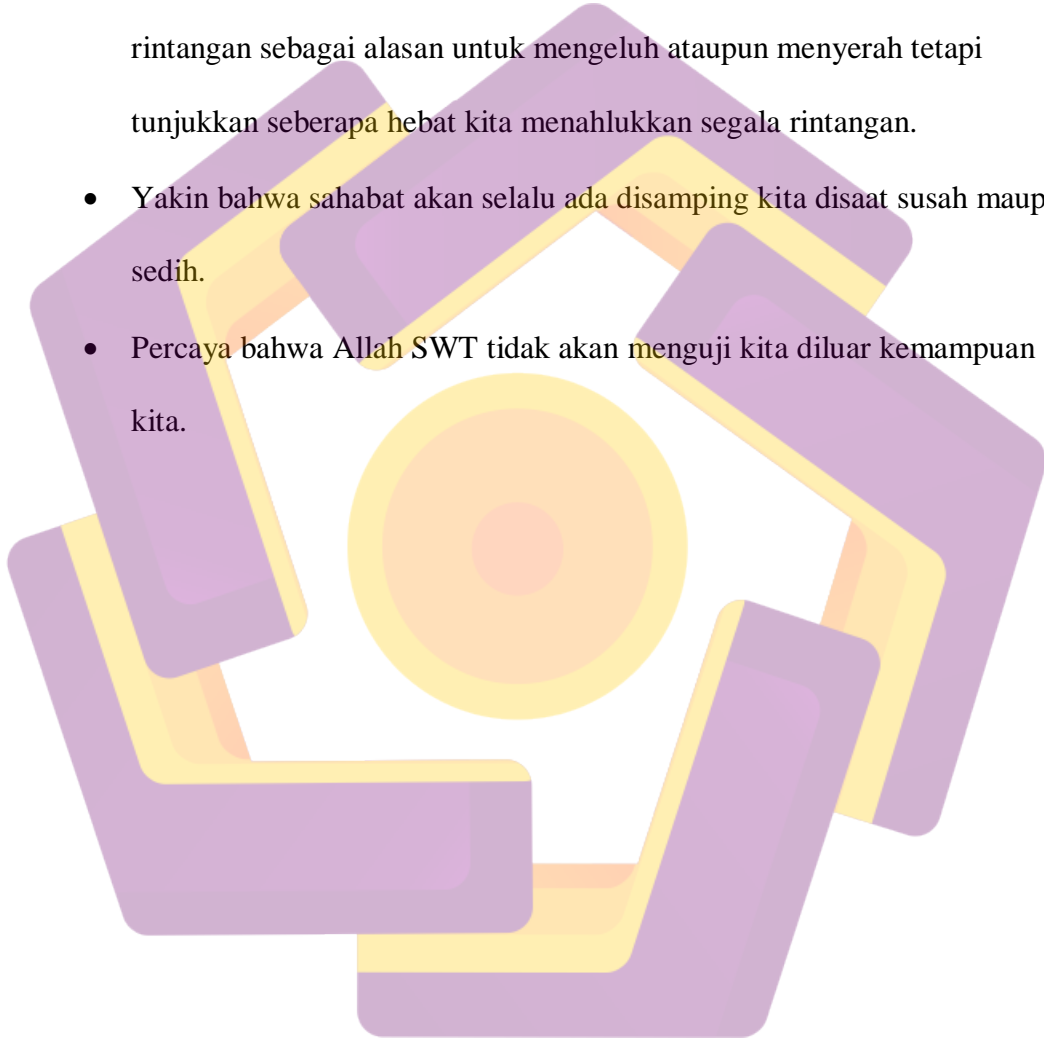 rintangan sebagai alasan untuk mengeluh ataupun menyerah tetapi
tunjukkan seberapa hebat kita menahlukkan segala rintangan.
• Yakin bahwa sahabat akan selalu ada disamping kita disaat susah maup
sedih.
• Percaya bahwa Allah SWT tidak akan menguji kita diluar kemampuan
kita.